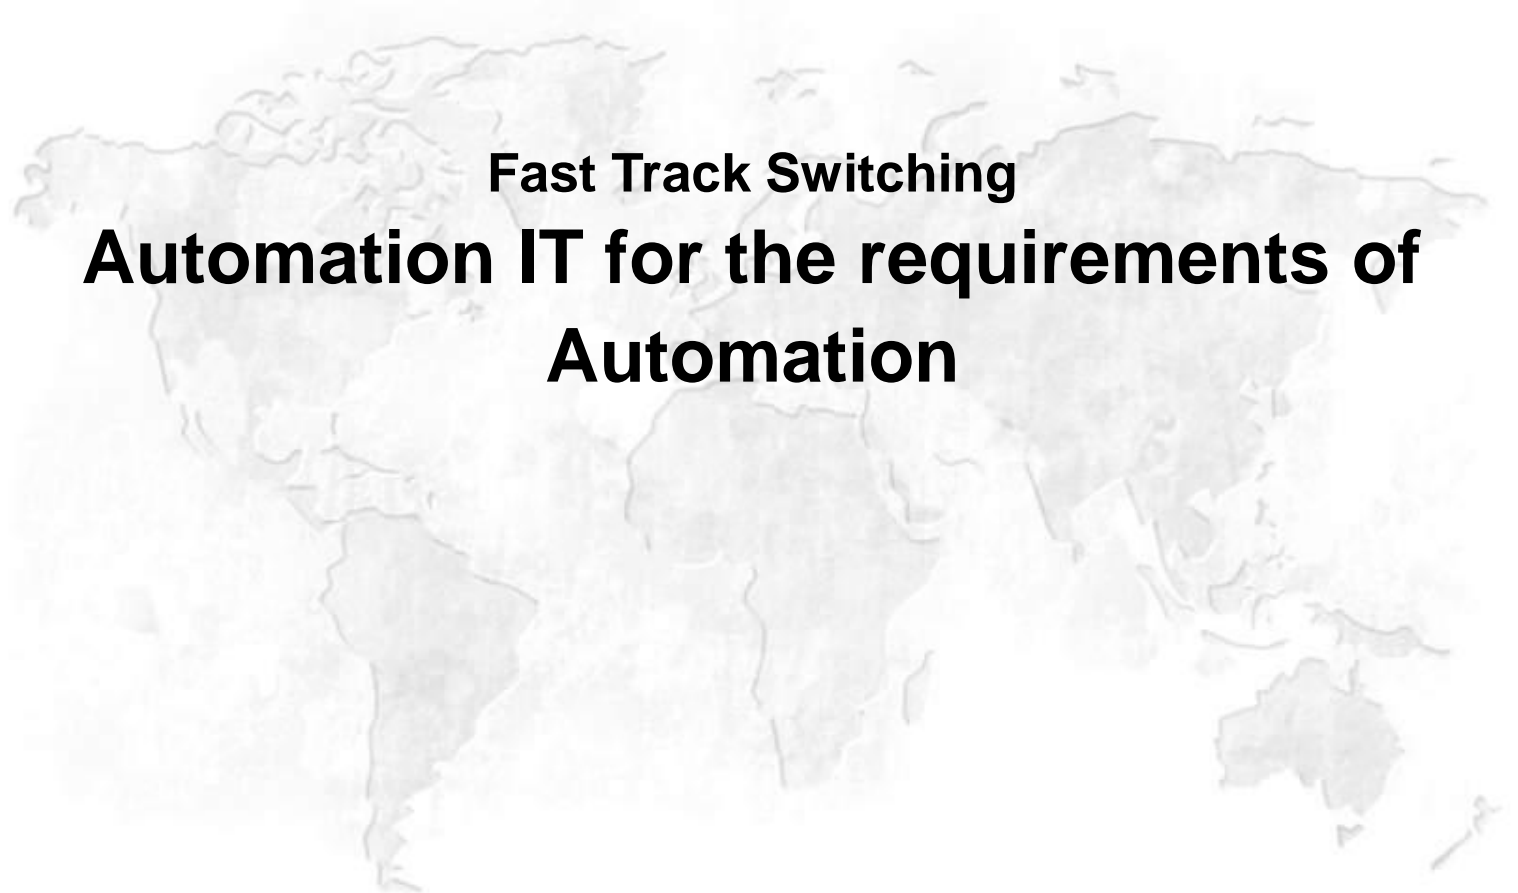 Fast Track Switching
Automation IT for the requirements of
Automation